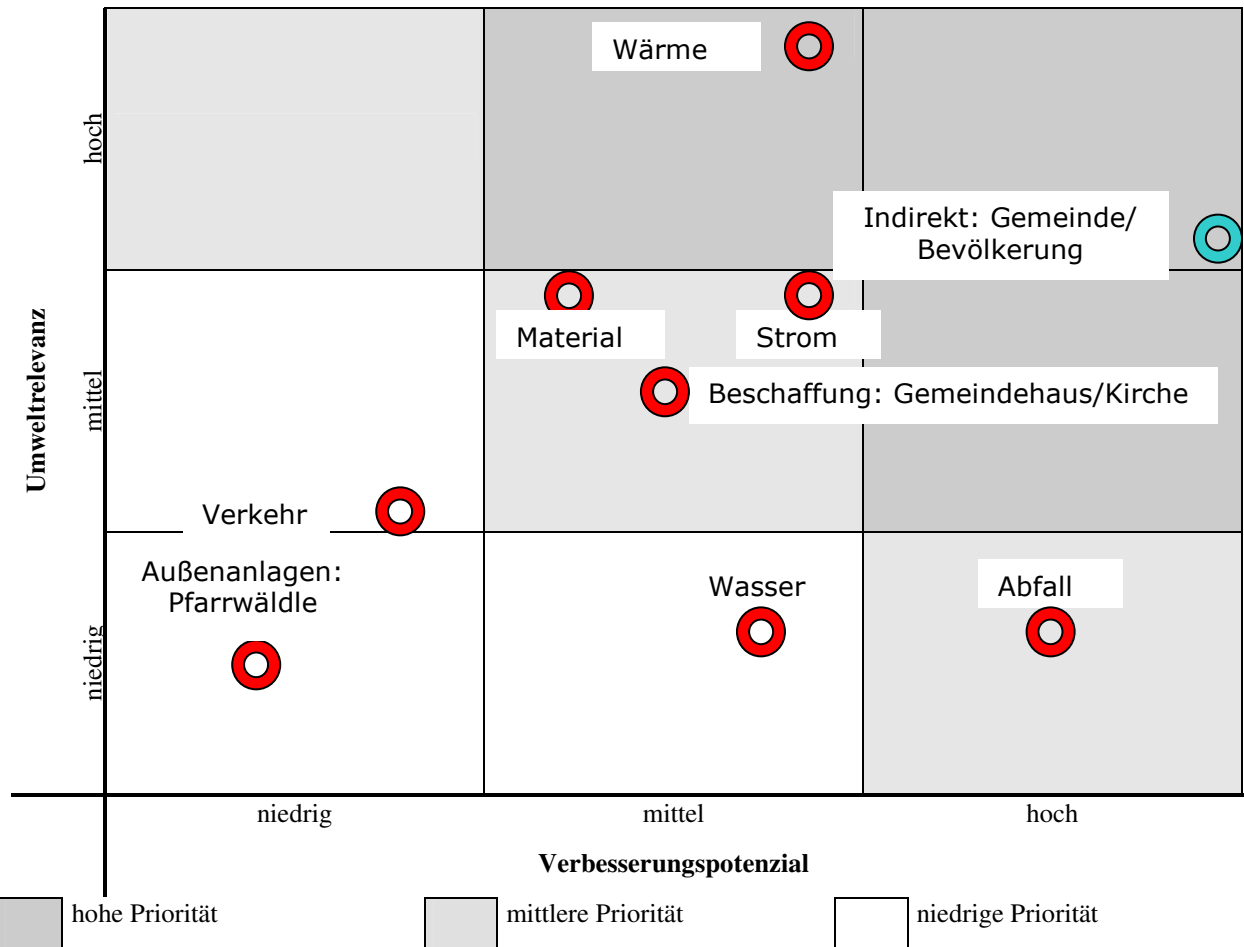 Wärme
hoch
Indirekt: Gemeinde/
Bevölkerung
Material
Strom
Umweltrelevanz
mittel
Beschaffung: Gemeindehaus/Kirche
Verkehr
Außenanlagen:
Pfarrwäldle
Wasser
Abfall
niedrig
niedrig
mittel
hoch
Verbesserungspotenzial
hohe Priorität
mittlere Priorität
niedrige Priorität